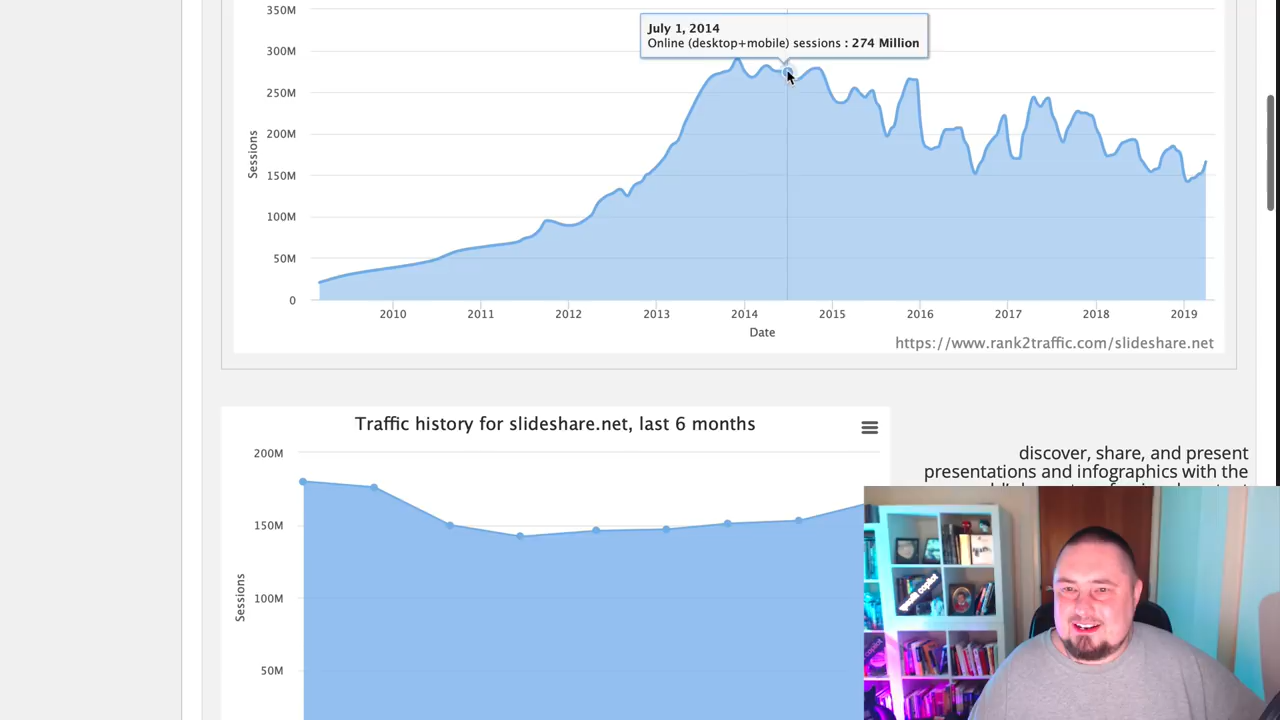 350M
July 1, 2014
Online (desktop+mobile) sessions : 274 Million
300M
250M
200M
Sessions
150M
100M
50M
0
2010 2011 2012 2013 2014 2015 2016 2017 2018 2019
Date
https://www.rank2traffic.com/slideshare.net
Traffic history for slideshare.net, last 6 months
200M
150M
Sessions
100M
50M
discover, share, and present
presentations and infographics with the
quote copilot